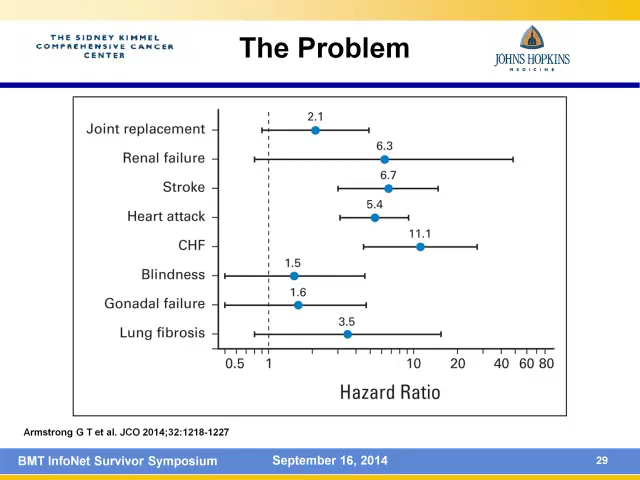 THE SIDNEY KIMMEL
COMPREHENSIVE CANCER
CENTER
The Problem
JOHNS HOPKINS
MEDICINE
Joint replacement
2.1
Renal failure
6.3
Stroke
6.7
Heart attack
5.4
CHF
11.1
Blindness
1.5
Gonadal failure
1.6
Lung fibrosis
3.5
0.5 1 10 20 40 60 80
Hazard Ratio
Armstrong G T et al. JCO 2014;32:1218-1227
BMT InfoNet Survivor Symposium September 16, 2014 29